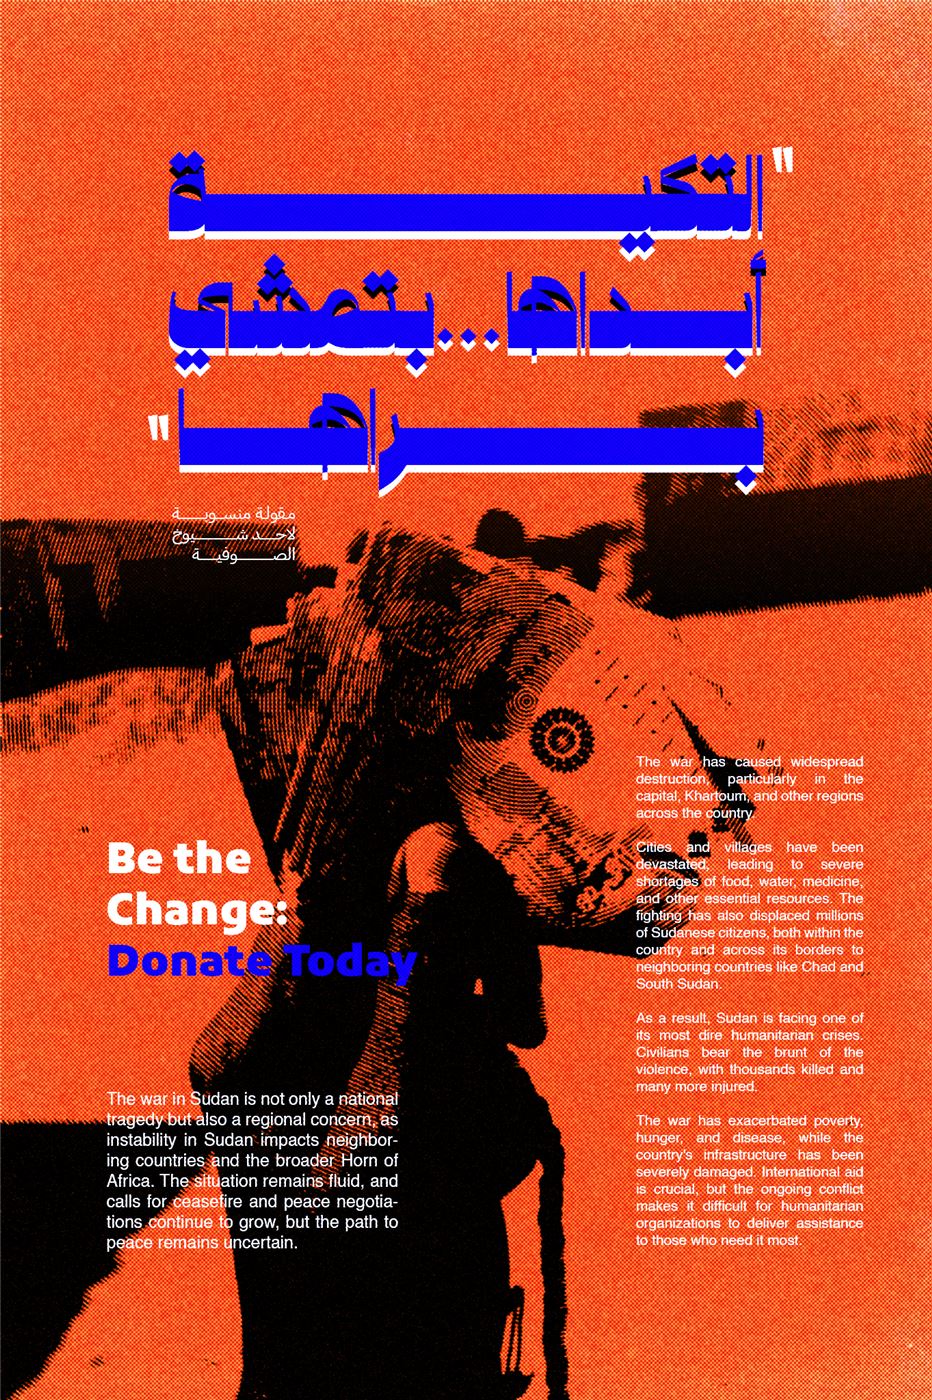 "التكيــــــــــة
أبــــداها...بتمشي
بــــــــــراهــــا"
مقولة منسوبــــة
لاحــد شــــيوخ
الصــــوفيــة
Be the
Change:
Donate Today
The war in Sudan is not only a national
tragedy but also a regional concern, as
instability in Sudan impacts neighbor-
ing countries and the broader Horn of
Africa. The situation remains fluid, and
calls for ceasefire and peace negotia-
tions continue to grow, but the path to
peace remains uncertain.
The war has caused widespread
destruction, particularly in the
capital, Khartoum, and other regions
across the country.
Cities and villages have been
devastated, leading to severe
shortages of food, water, medicine,
and other essential resources. The
fighting has also displaced millions
of Sudanese citizens, both within the
country and across its borders to
neighboring countries like Chad and
South Sudan.
As a result, Sudan is facing one of
its most dire humanitarian crises.
Civilians bear the brunt of the
violence, with thousands killed and
many more injured.
The war has exacerbated poverty,
hunger, and disease, while the
country's infrastructure has been
severely damaged. International aid
is crucial, but the ongoing conflict
makes it difficult for humanitarian
organizations to deliver assistance
to those who need it most.